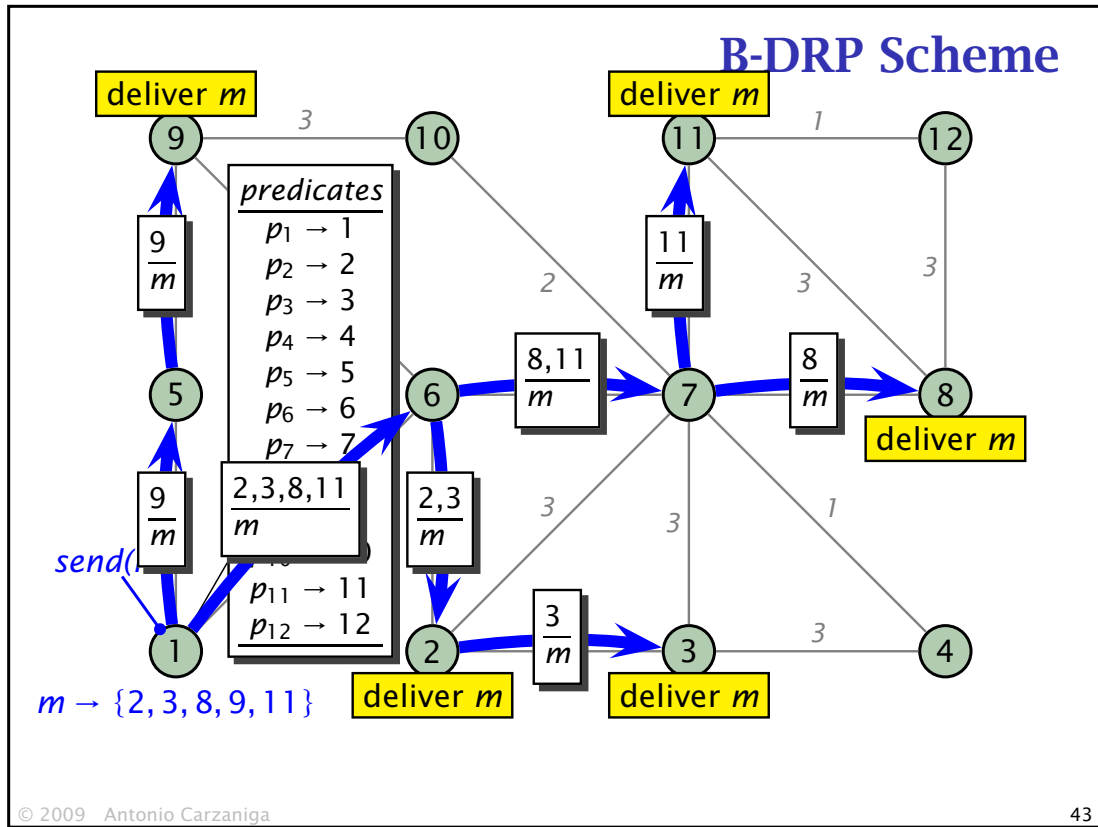 B-DRP Scheme
deliver m
deliver m
9
3
10
11
1
12
predicates
p1 → 1
p2 → 2
p3 → 3
p4 → 4
p5 → 5
p6 → 6
p7 → 7
9
m
11
m
2
3
3
8,11
m
8
m
5
6
7
8
deliver m
9
m
2,3,8,11
m
2,3
m
3
3
1
send(
p11 → 11
p12 → 12
3
m
1
2
3
3
4
m → {2, 3, 8, 9, 11}
deliver m
deliver m
© 2009 Antonio Carzaniga
43